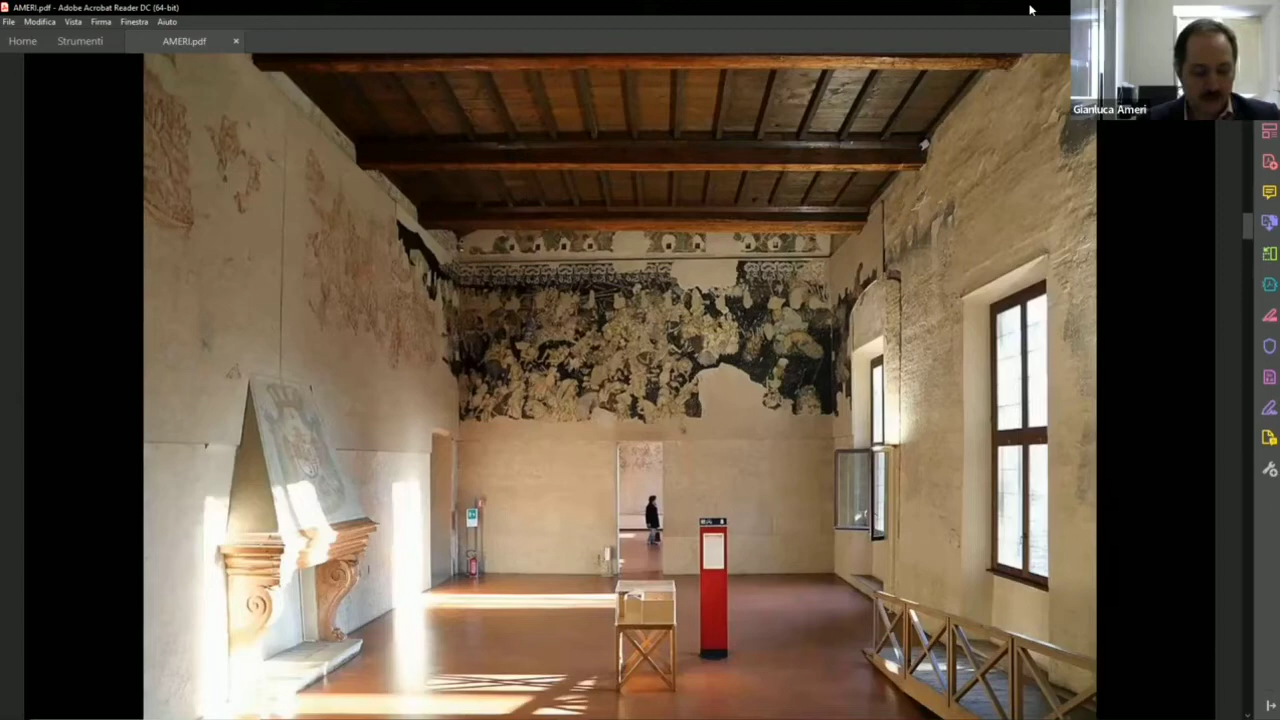 AMERI.pdf - Adobe Acrobat Reader DC (64-bit)
File Modifica Vista Firma Finestra Aiuto
Home Strumenti AMERI.pdf ×
Gianluca Ameri